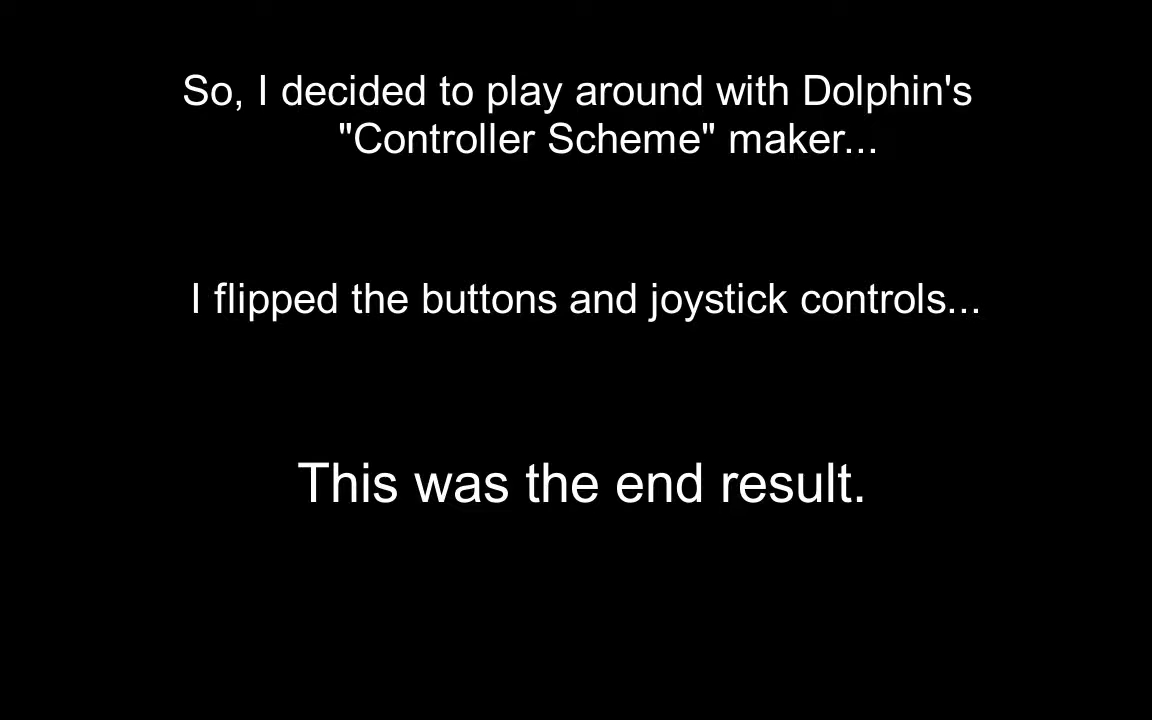 So, I decided to play around with Dolphin's
"Controller Scheme" maker...
I flipped the buttons and joystick controls...
This was the end result.